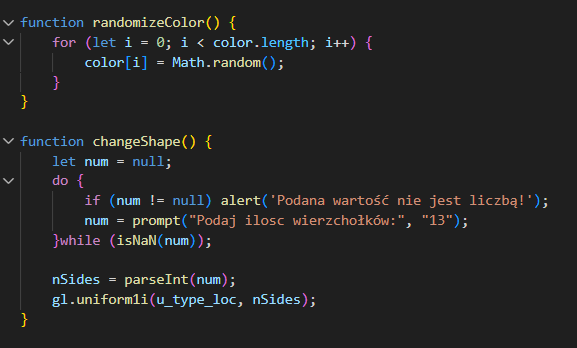 function randomizeColor() {
    for (let i = 0; i < color.length; i++) {
        color[i] = Math.random();
    }
}

function changeShape() {
    let num = null;
    do {
        if (num != null) alert('Podana wartość nie jest liczbą!');
        num = prompt("Podaj ilosc wierzchołków:", "13");
    }while (isNaN(num));

    nSides = parseInt(num);
    gl.uniform1i(u_type_loc, nSides);
}